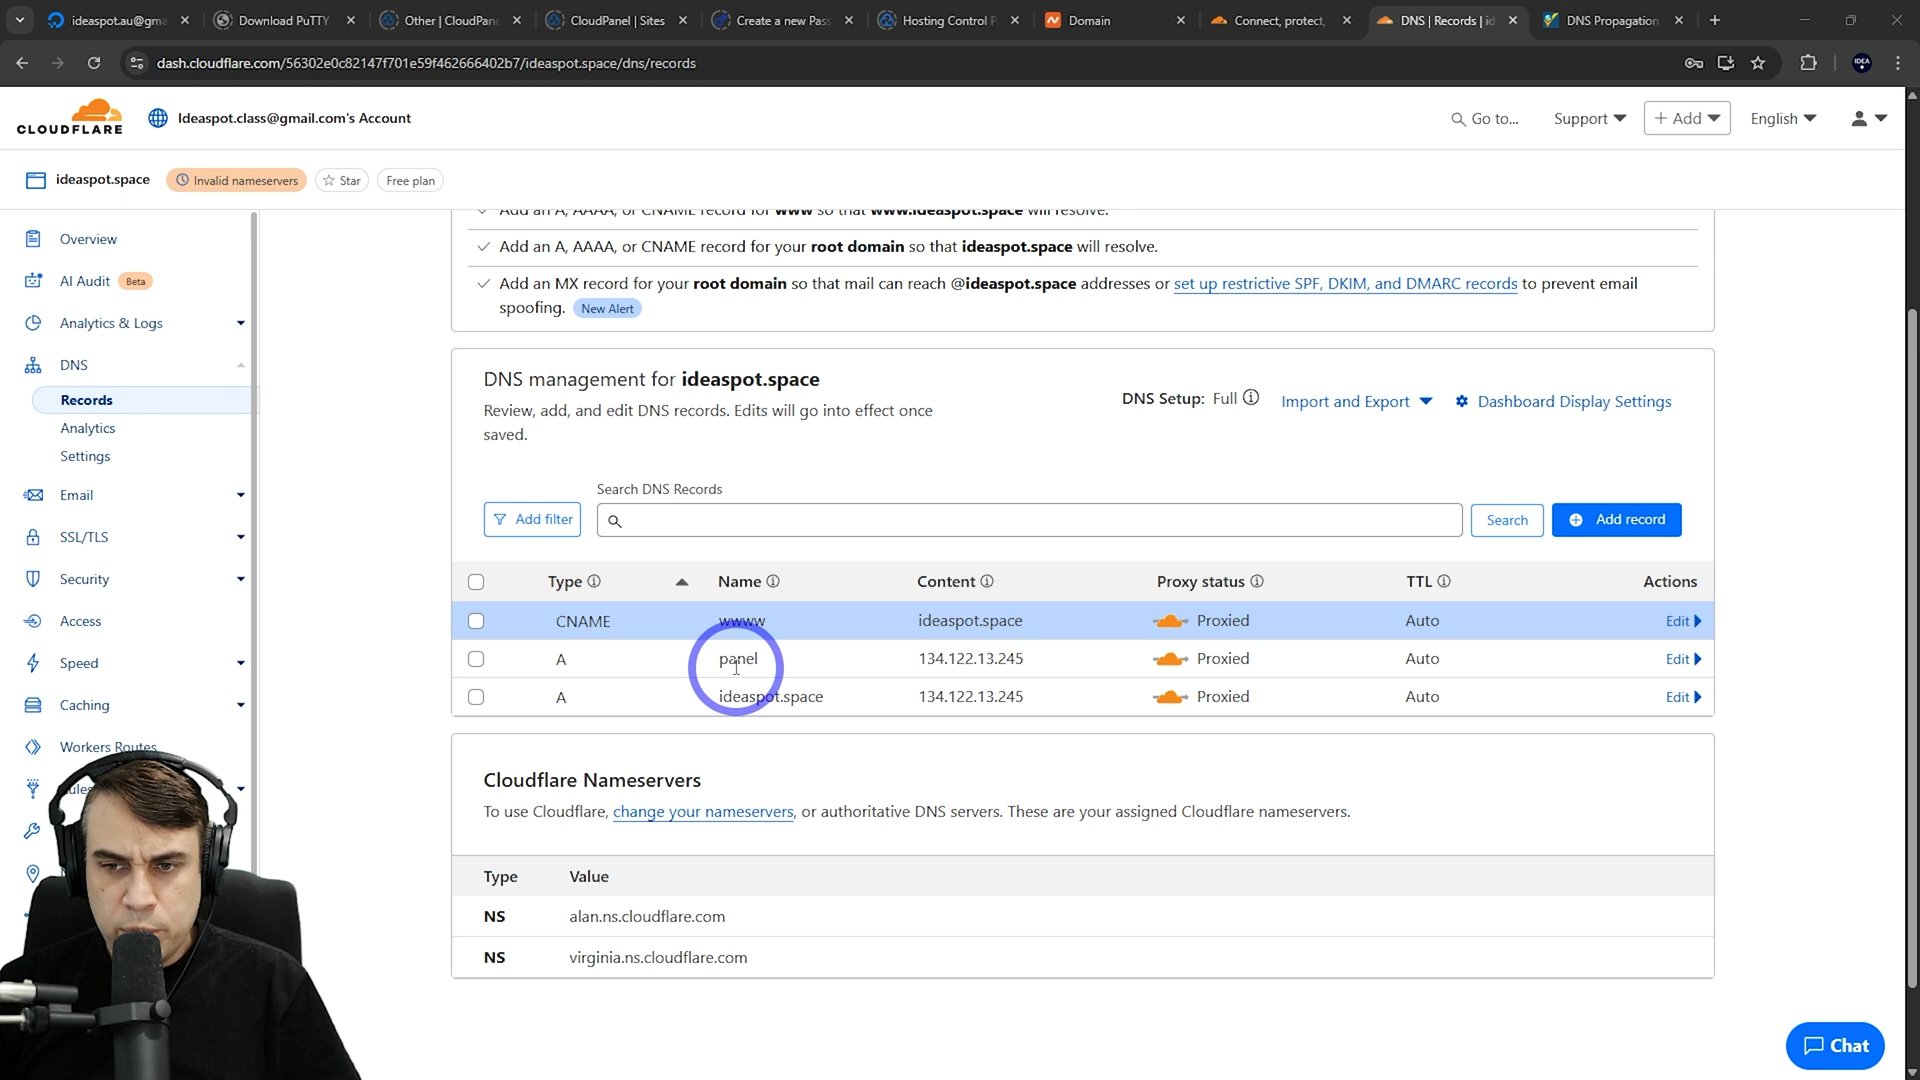 ideaspot.au@gm
Download PuTTY
Other | CloudPan
CloudPanel | Sites
Create a new Pas
Hosting Control P
Domain
Connect, protect,
DNS | Records | id
DNS Propagation
dash.cloudflare.com/56302e0c82147f701e59f462666402b7/ideaspot.space/dns/records
IDEA
CLOUDFLARE
Ideaspot.class@gmail.com's Account
Go to...
Support
+ Add
English
ideaspot.space
Invalid nameservers
Star
Free plan
Overview
AI Audit Beta
Analytics & Logs
DNS
Records
Analytics
Settings
Email
SSL/TLS
Security
Access
Speed
Caching
Workers Routes
Add an A, AAAA, or CNAME record for www so that www.ideaspot.space will resolve.
Add an A, AAAA, or CNAME record for your root domain so that ideaspot.space will resolve.
Add an MX record for your root domain so that mail can reach @ideaspot.space addresses or set up restrictive SPF, DKIM, and DMARC records to prevent email
spoofing. New Alert
DNS management for ideaspot.space
Review, add, and edit DNS records. Edits will go into effect once
saved.
DNS Setup: Full
Import and Export
Dashboard Display Settings
Search DNS Records
Add filter
Search
Add record
Type Name Content Proxy status TTL Actions
CNAME wwww ideaspot.space Proxied Auto Edit
A panel 134.122.13.245 Proxied Auto Edit
A ideaspot.space 134.122.13.245 Proxied Auto Edit
Cloudflare Nameservers
To use Cloudflare, change your nameservers, or authoritative DNS servers. These are your assigned Cloudflare nameservers.
Type Value
NS alan.ns.cloudflare.com
NS virginia.ns.cloudflare.com
Chat